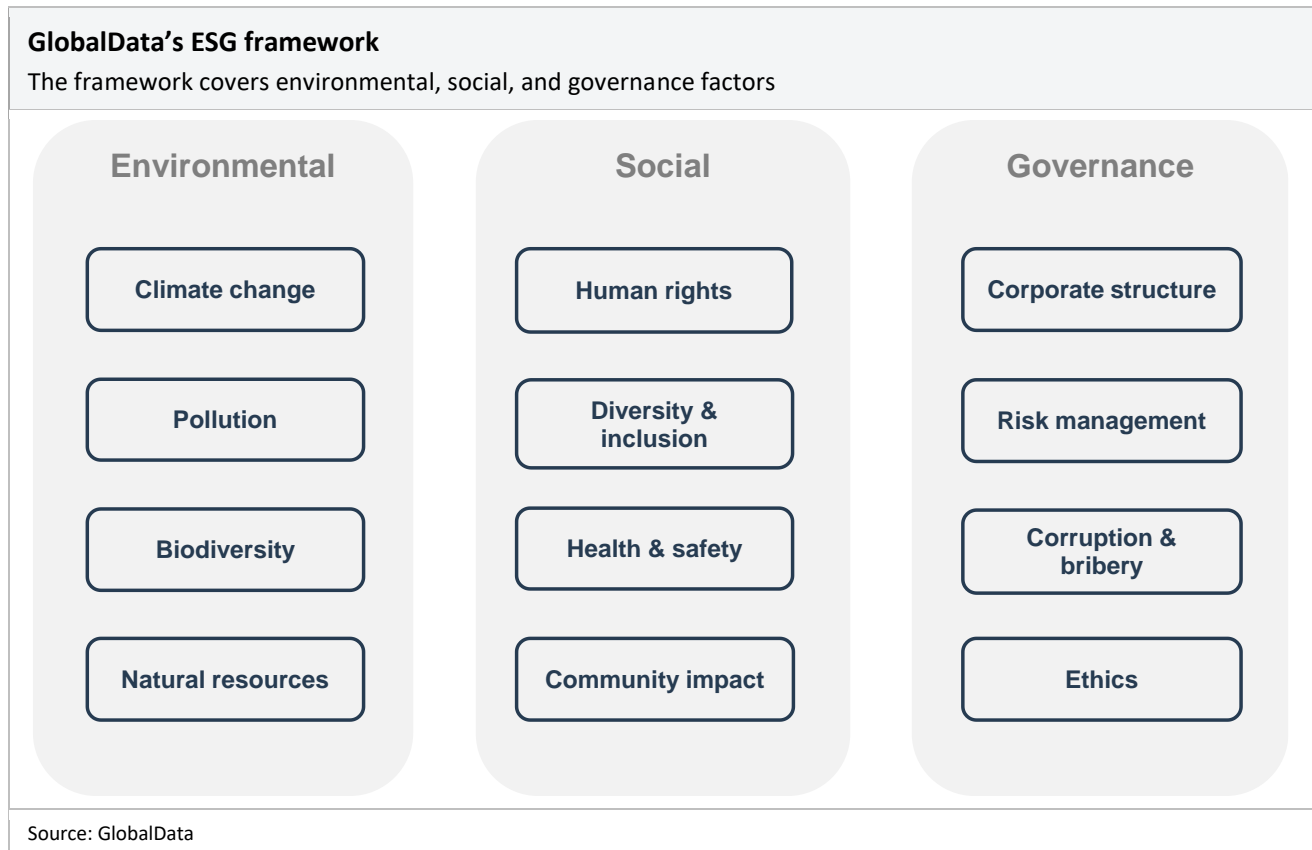 GlobalData’s ESG framework
The framework covers environmental, social, and governance factors
Environmental
Climate change
Pollution
Biodiversity
Natural resources
Social
Human rights
Diversity &
inclusion
Health & safety
Community impact
Governance
Corporate structure
Risk management
Corruption &
bribery
Ethics
Source: GlobalData